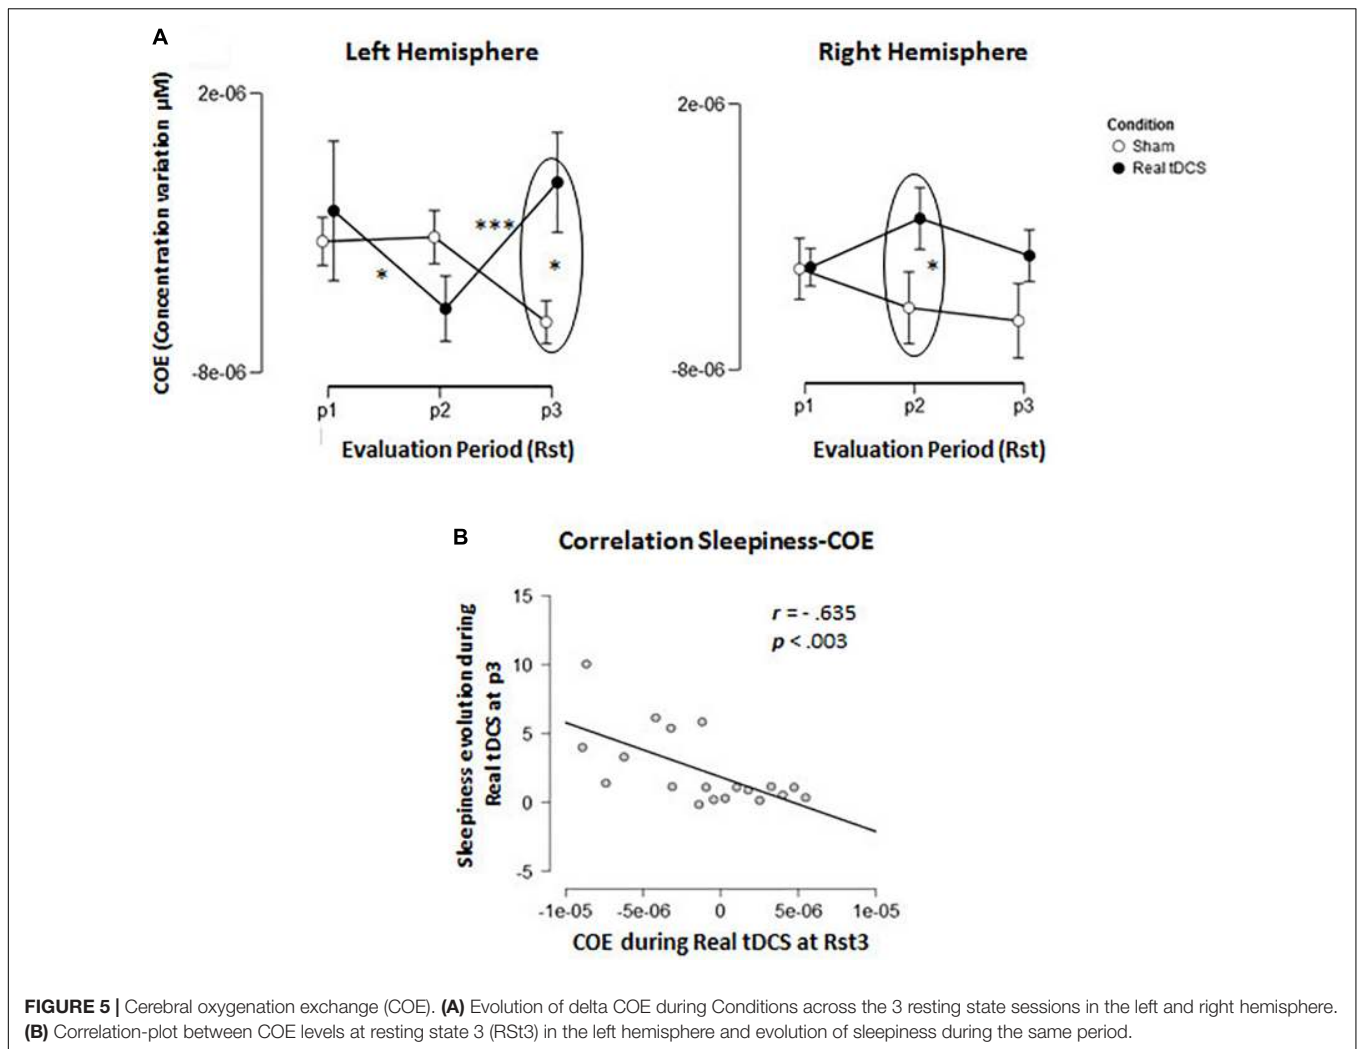 A
Left Hemisphere
Right Hemisphere
COE (Concentration variation µM)
2e-06
-8e-06
***
*
*
p1
p2
p3
Evaluation Period (Rst)
2e-06
-8e-06
*
p1
p2
p3
Evaluation Period (Rst)
Condition
Sham
Real tDCS
B
Correlation Sleepiness-COE
Sleepiness evolution during
Real tDCS at p3
15
10
5
0
-5
r = - .635
p < .003
-1e-05
-5e-06
0
5e-06
1e-05
COE during Real tDCS at Rst3
FIGURE 5 | Cerebral oxygenation exchange (COE). (A) Evolution of delta COE during Conditions across the 3 resting state sessions in the left and right hemisphere.
(B) Correlation-plot between COE levels at resting state 3 (RSt3) in the left hemisphere and evolution of sleepiness during the same period.